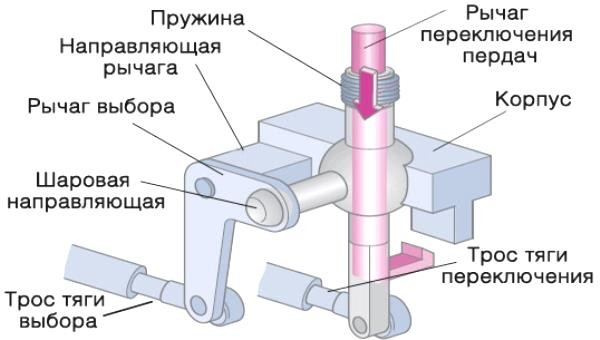 Пружина
Направляющая
рычага
Рычаг выбора
Шаровая
направляющая
Трос тяги
выбора
Рычаг
переключения
пердач
Корпус
Трос тяги
переключения